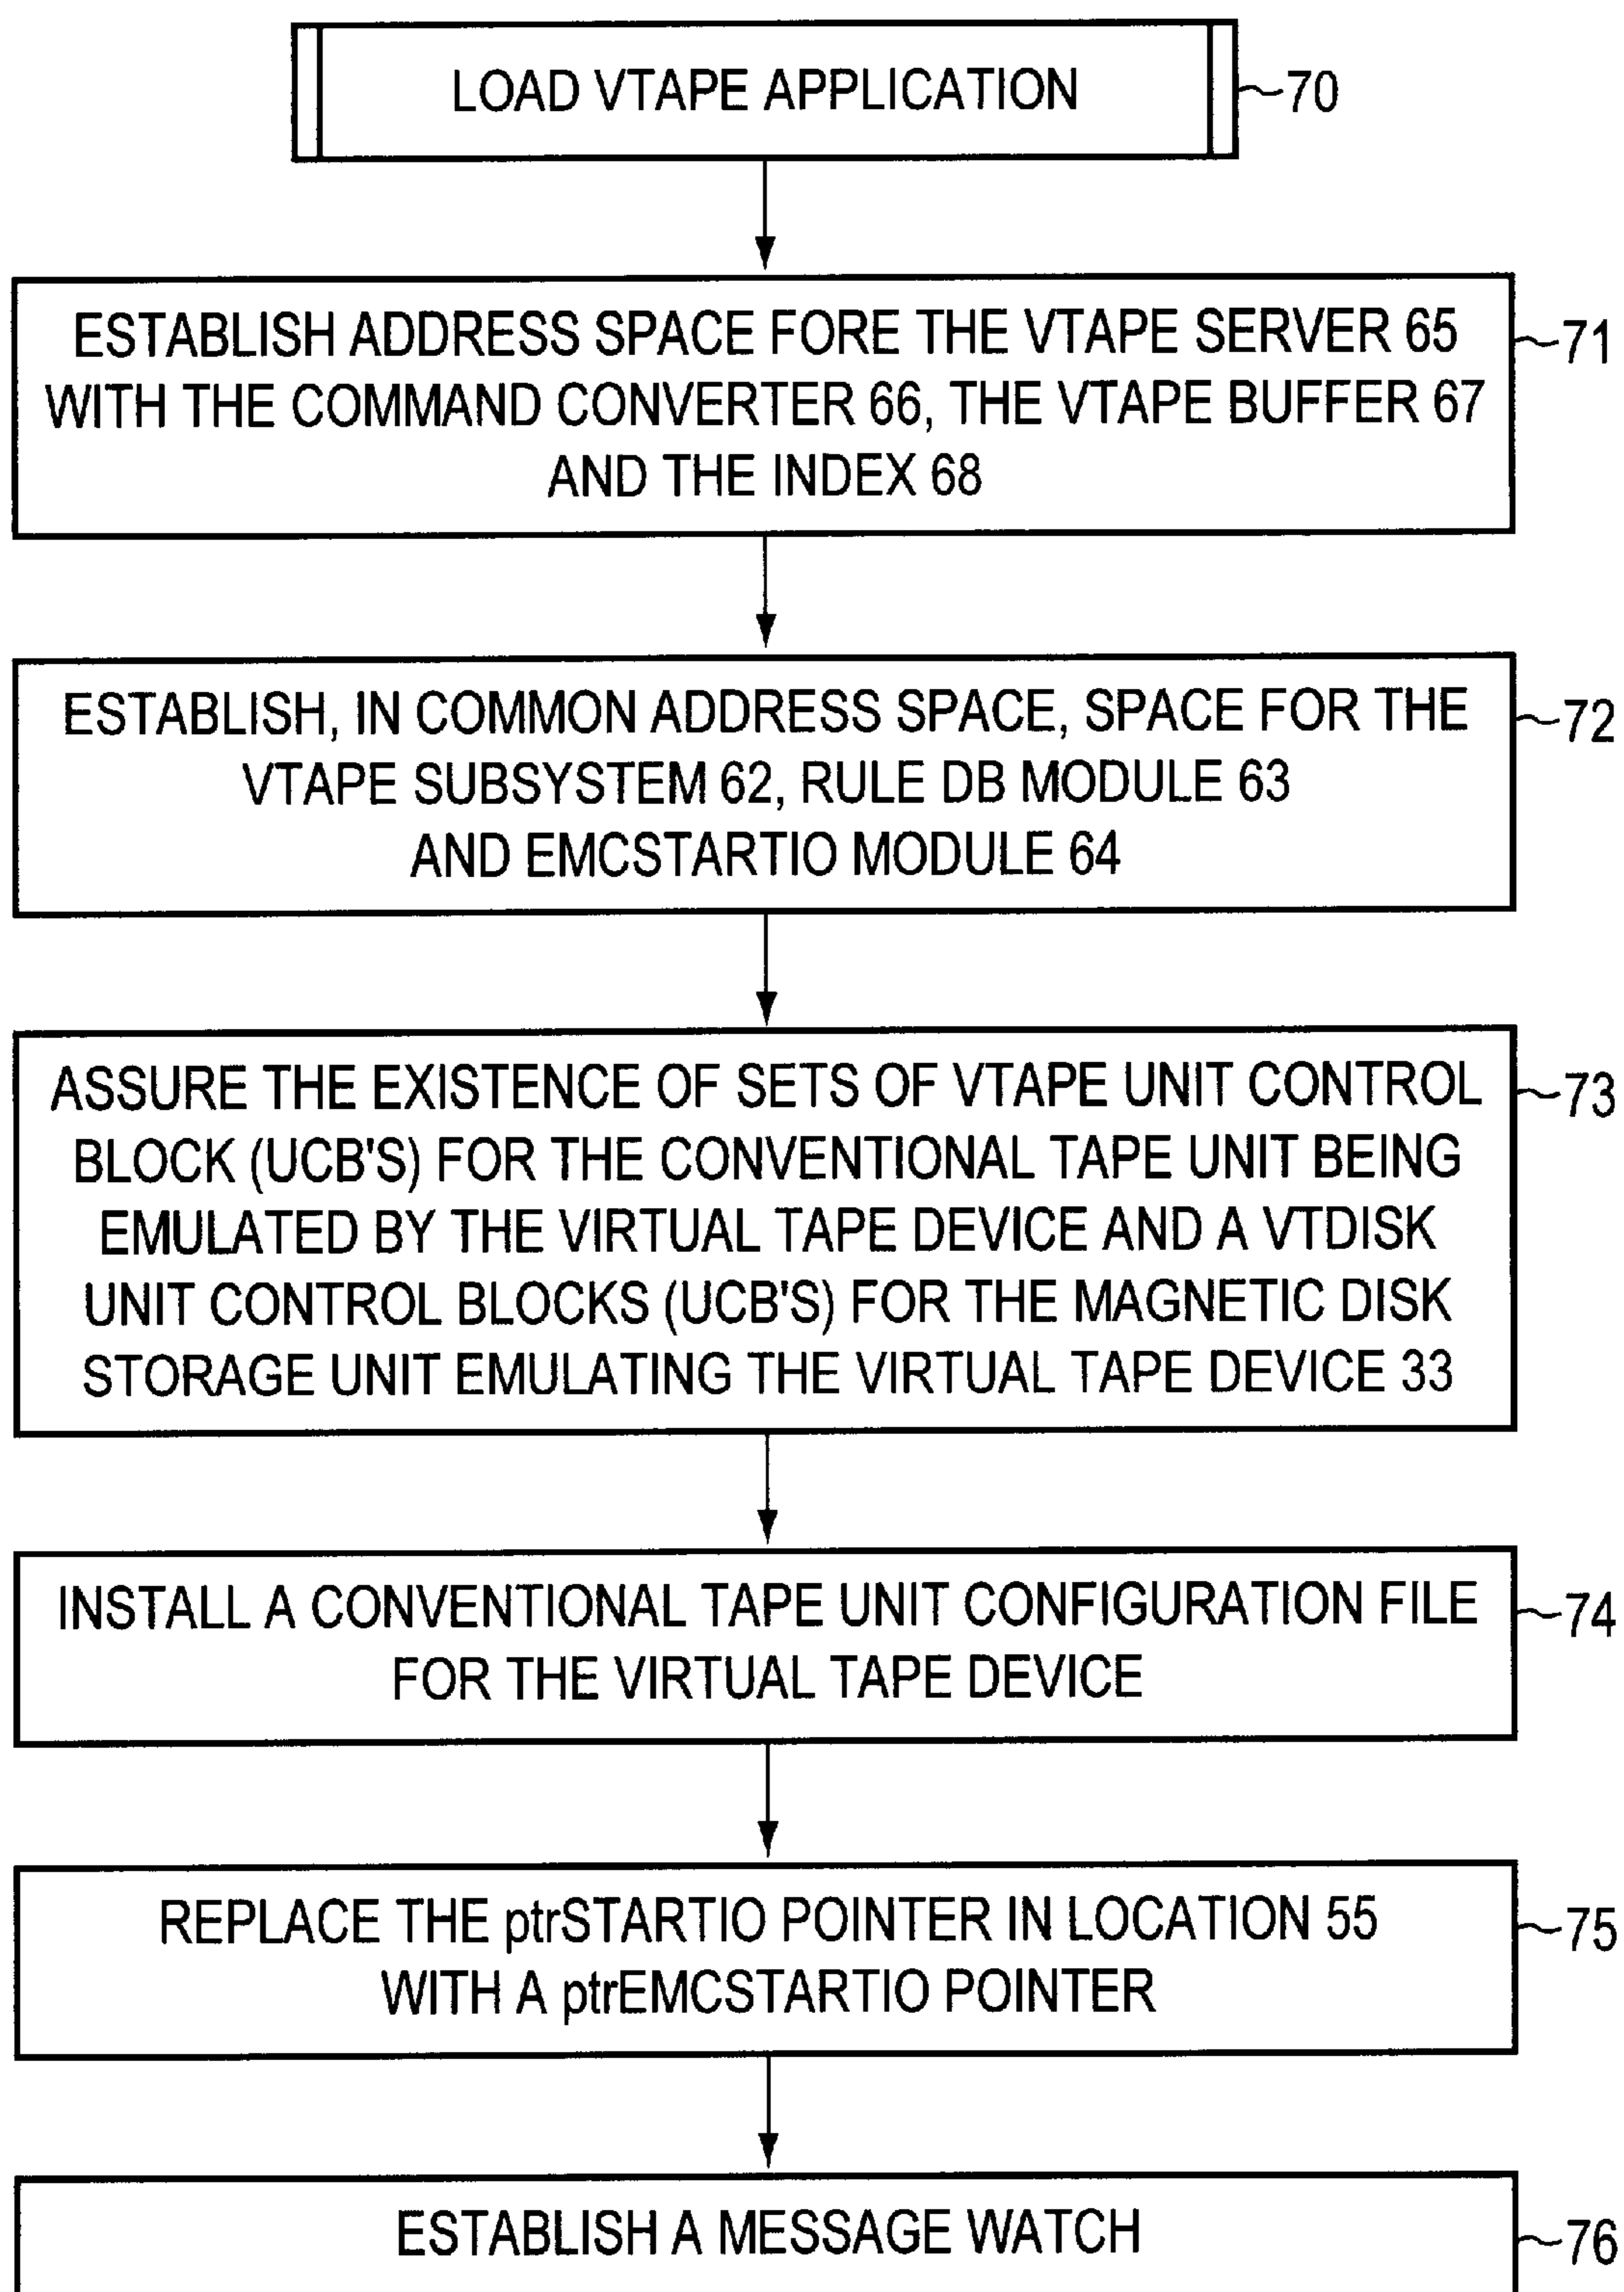 LOAD VTAPE APPLICATION
70
ESTABLISH ADDRESS SPACE FORE THE VTAPE SERVER 65
WITH THE COMMAND CONVERTER 66, THE VTAPE BUFFER 67
AND THE INDEX 68
71
ESTABLISH, IN COMMON ADDRESS SPACE, SPACE FOR THE
VTAPE SUBSYSTEM 62, RULE DB MODULE 63
AND EMCSTARTIO MODULE 64
72
ASSURE THE EXISTENCE OF SETS OF VTAPE UNIT CONTROL
BLOCK (UCB'S) FOR THE CONVENTIONAL TAPE UNIT BEING
EMULATED BY THE VIRTUAL TAPE DEVICE AND A VTDISK
UNIT CONTROL BLOCKS (UCB'S) FOR THE MAGNETIC DISK
STORAGE UNIT EMULATING THE VIRTUAL TAPE DEVICE 33
73
INSTALL A CONVENTIONAL TAPE UNIT CONFIGURATION FILE
FOR THE VIRTUAL TAPE DEVICE
74
REPLACE THE ptrSTARTIO POINTER IN LOCATION 55
WITH A ptrEMCSTARTIO POINTER
75
ESTABLISH A MESSAGE WATCH
76